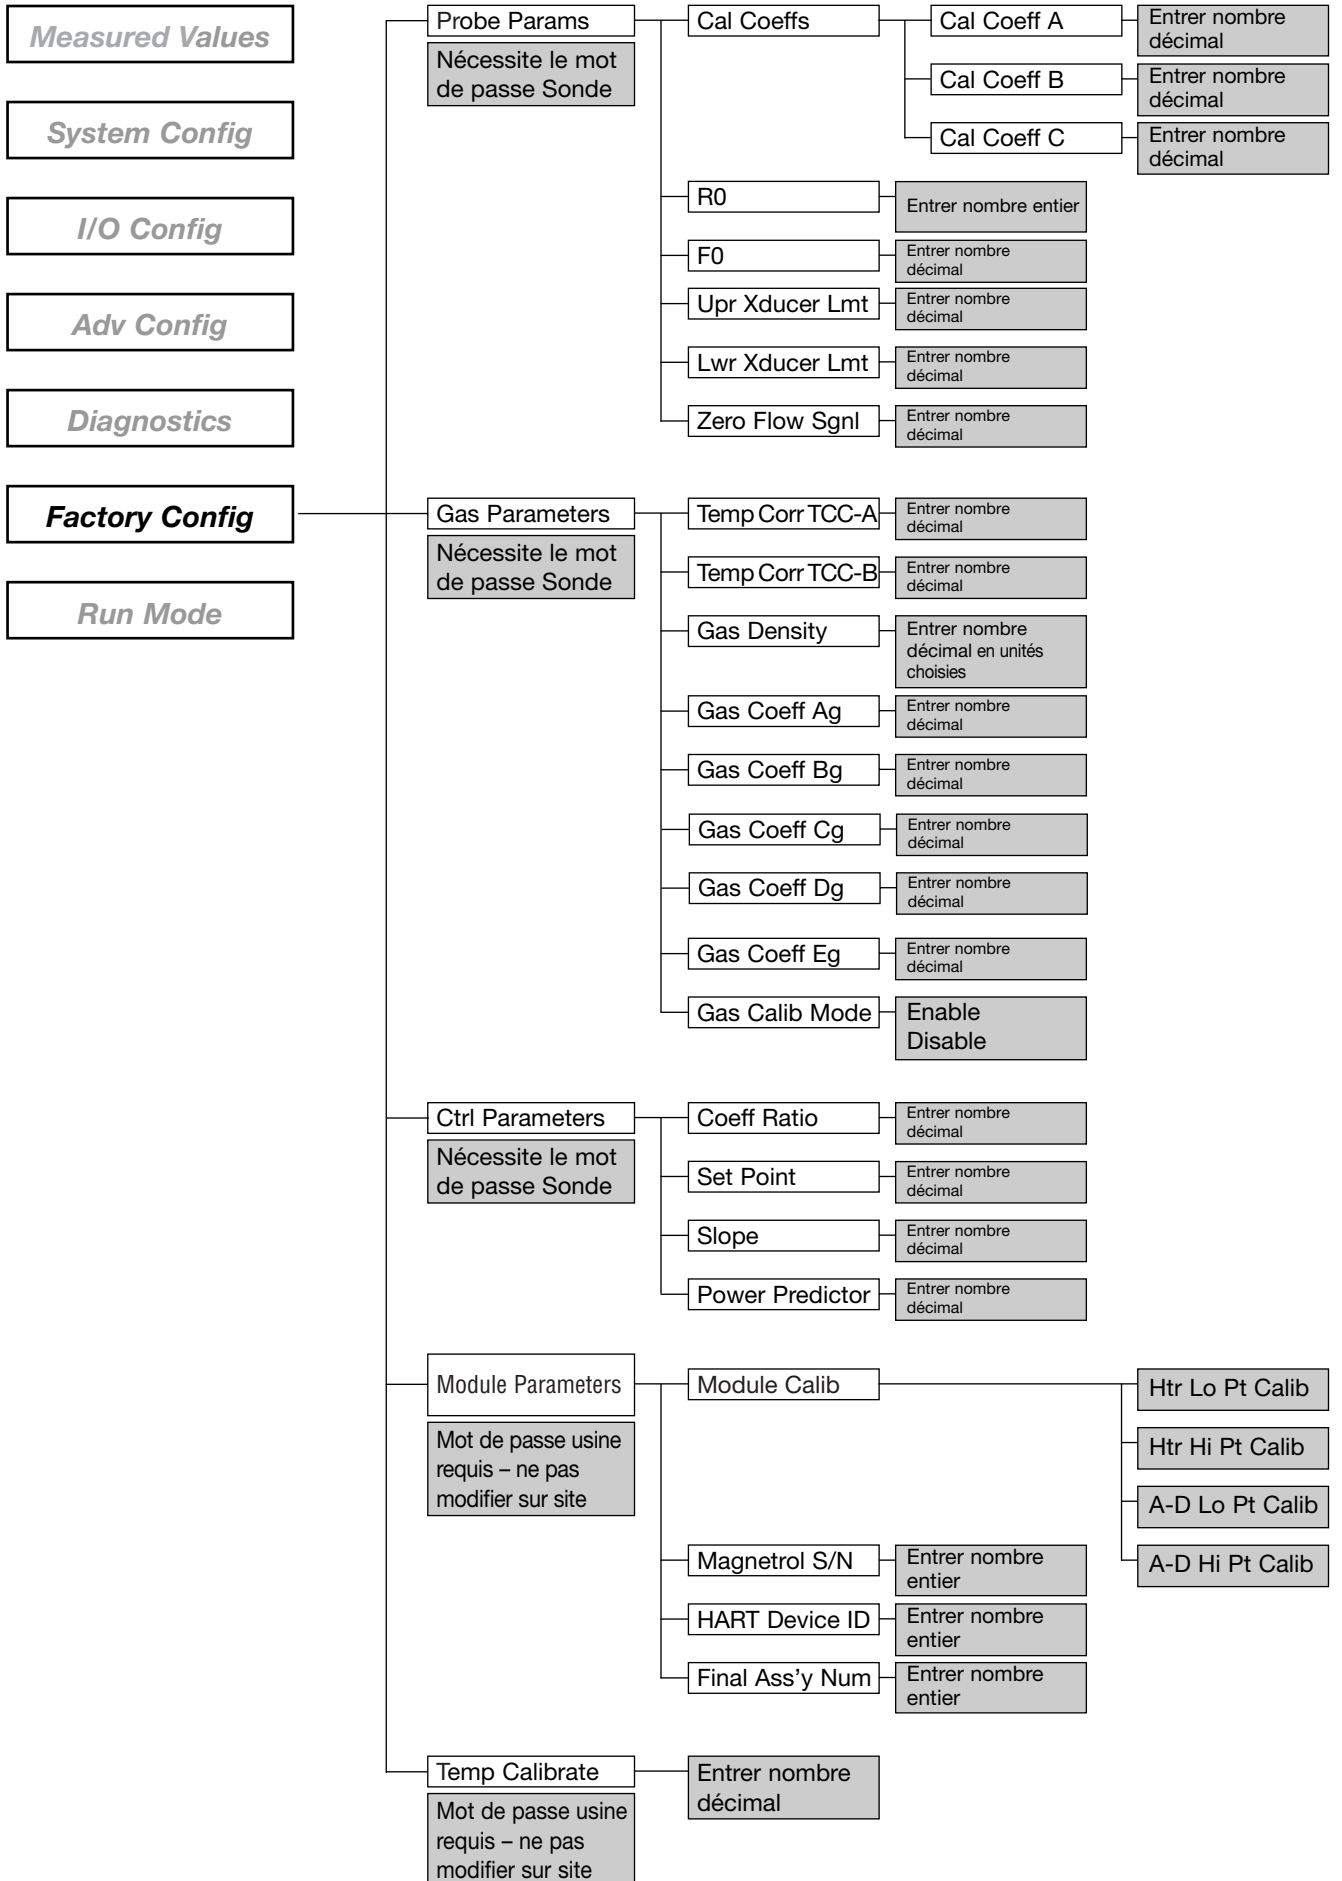 Measured Values
System Config
I/O Config
Adv Config
Diagnostics
Factory Config
Run Mode
Probe Params
Nécessite le mot
de passe Sonde
Cal Coeffs
Cal Coeff A
Entrer nombre
décimal
Cal Coeff B
Entrer nombre
décimal
Cal Coeff C
Entrer nombre
décimal
R0
Entrer nombre entier
F0
Entrer nombre
décimal
Upr Xducer Lmt
Entrer nombre
décimal
Lwr Xducer Lmt
Entrer nombre
décimal
Zero Flow Sgnl
Entrer nombre
décimal
Gas Parameters
Nécessite le mot
de passe Sonde
Temp Corr TCC-A
Entrer nombre
décimal
Temp Corr TCC-B
Entrer nombre
décimal
Gas Density
Entrer nombre
décimal en unités
choisies
Gas Coeff Ag
Entrer nombre
décimal
Gas Coeff Bg
Entrer nombre
décimal
Gas Coeff Cg
Entrer nombre
décimal
Gas Coeff Dg
Entrer nombre
décimal
Gas Coeff Eg
Entrer nombre
décimal
Gas Calib Mode
Enable
Disable
Ctrl Parameters
Nécessite le mot
de passe Sonde
Coeff Ratio
Entrer nombre
décimal
Set Point
Entrer nombre
décimal
Slope
Entrer nombre
décimal
Power Predictor
Entrer nombre
décimal
Module Parameters
Mot de passe usine
requis – ne pas
modifier sur site
Module Calib
Htr Lo Pt Calib
Htr Hi Pt Calib
A-D Lo Pt Calib
A-D Hi Pt Calib
Magnetrol S/N
Entrer nombre
entier
HART Device ID
Entrer nombre
entier
Final Ass’y Num
Entrer nombre
entier
Temp Calibrate
Mot de passe usine
requis – ne pas
modifier sur site
Entrer nombre
décimal